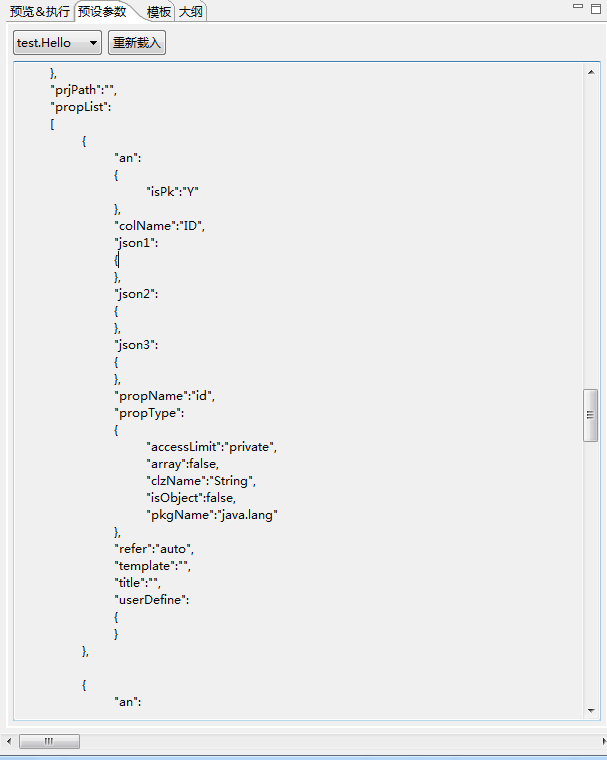 预览&执行 预设参数 模板 大纲
test.Hello 重新载入
},
"prjPath":"",
"propList":
[
{
"an":
{
"isPk":"Y"
},
"colName":"ID",
"json1":
{
},
"json2":
{
},
"json3":
{
},
"propName":"id",
"propType":
{
"accessLimit":"private",
"array":false,
"clzName":"String",
"isObject":false,
"pkgName":"java.lang"
},
"refer":"auto",
"template":"",
"title":"",
"userDefine":
{
}
},
{
"an":